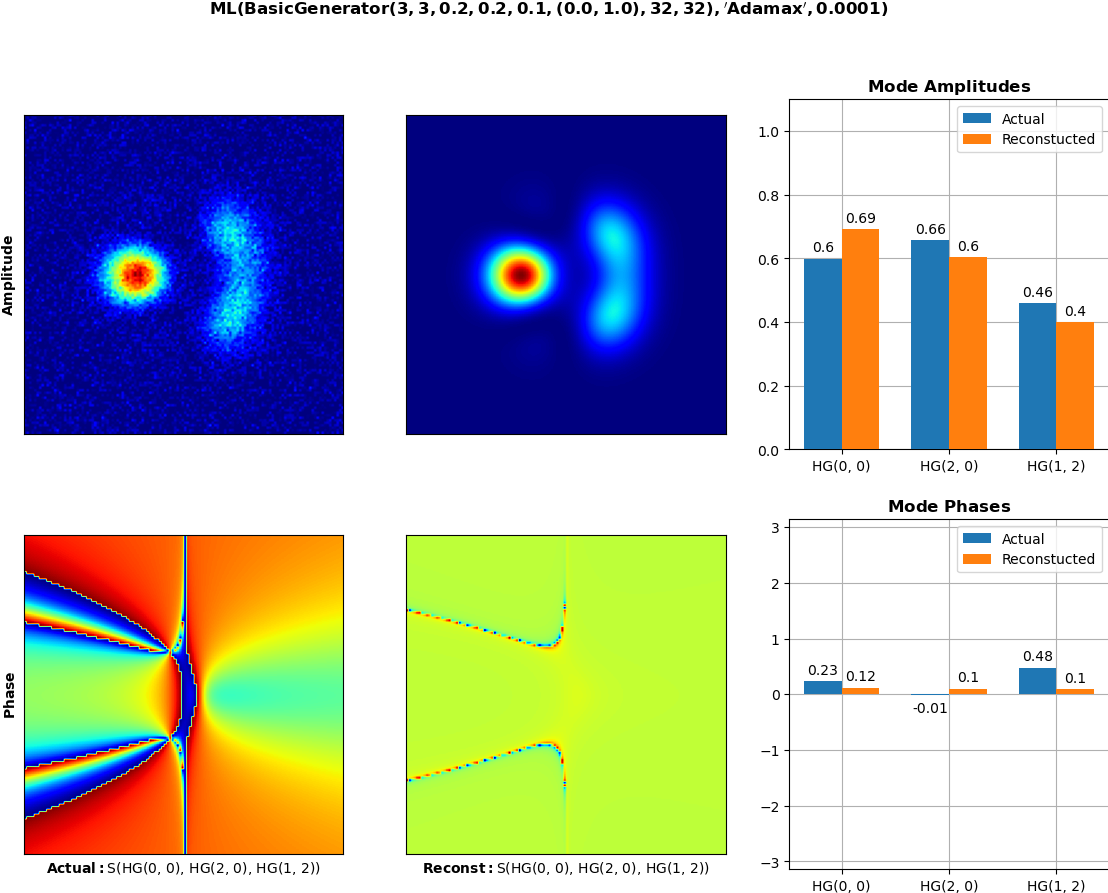 ML(BasicGenerator(3, 3, 0.2, 0.2, 0.1, (0.0, 1.0), 32, 32), 'Adamax', 0.0001)
Amplitude
Mode Amplitudes
Actual
Reconstucted
1.0
0.8
0.6
0.4
0.2
0.0
0.6
0.69
0.66
0.6
0.46
0.4
HG(0, 0)
HG(2, 0)
HG(1, 2)
Phase
Actual: S(HG(0, 0), HG(2, 0), HG(1, 2))
Reconst: S(HG(0, 0), HG(2, 0), HG(1, 2))
Mode Phases
Actual
Reconstucted
3
2
1
0
−1
−2
−3
0.23
0.12
-0.01
0.1
0.48
0.1
HG(0, 0)
HG(2, 0)
HG(1, 2)